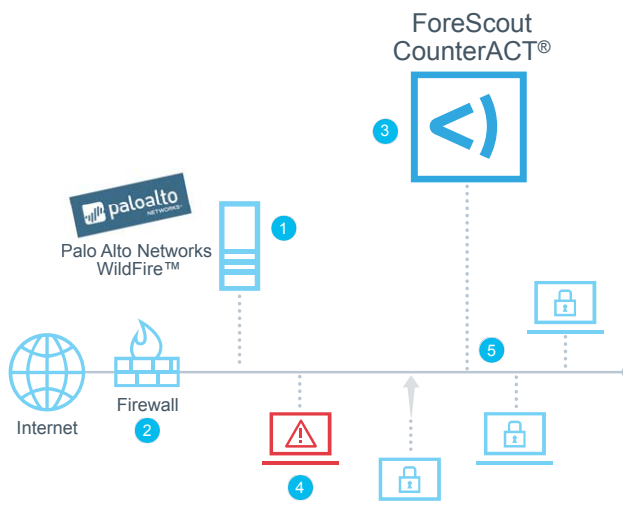 ForeScout
CounterACT®
3
paloalto
NETWORKS®
1
Palo Alto Networks
WildFire™
5
Internet
Firewall
2
4